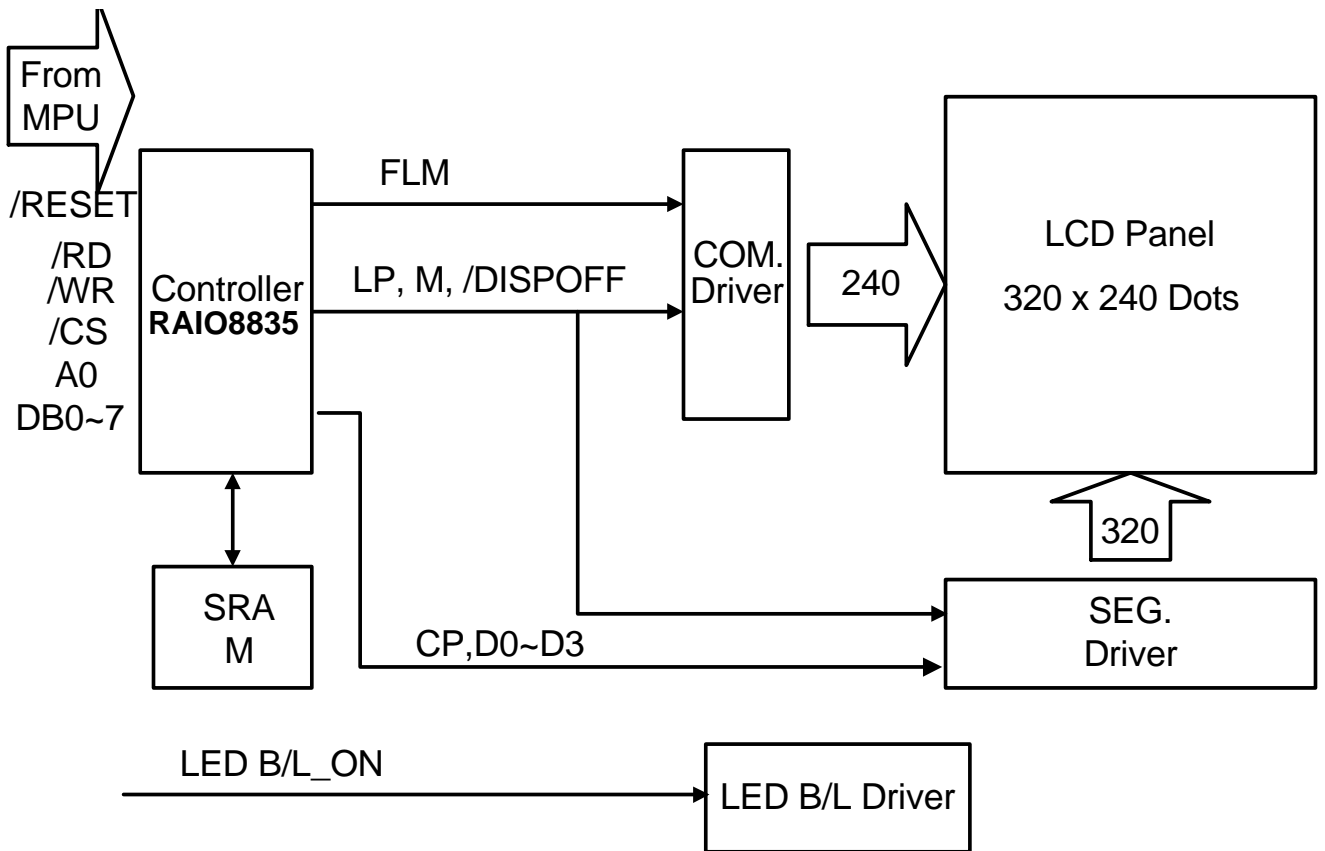 From
MPU
/RESET
/RD
/WR
/CS
A0
DB0~7
Controller
RAIO8835
FLM
LP, M, /DISPOFF
COM.
Driver
240
LCD Panel
320 x 240 Dots
320
SRA
M
CP,D0~D3
SEG.
Driver
LED B/L_ON
LED B/L Driver